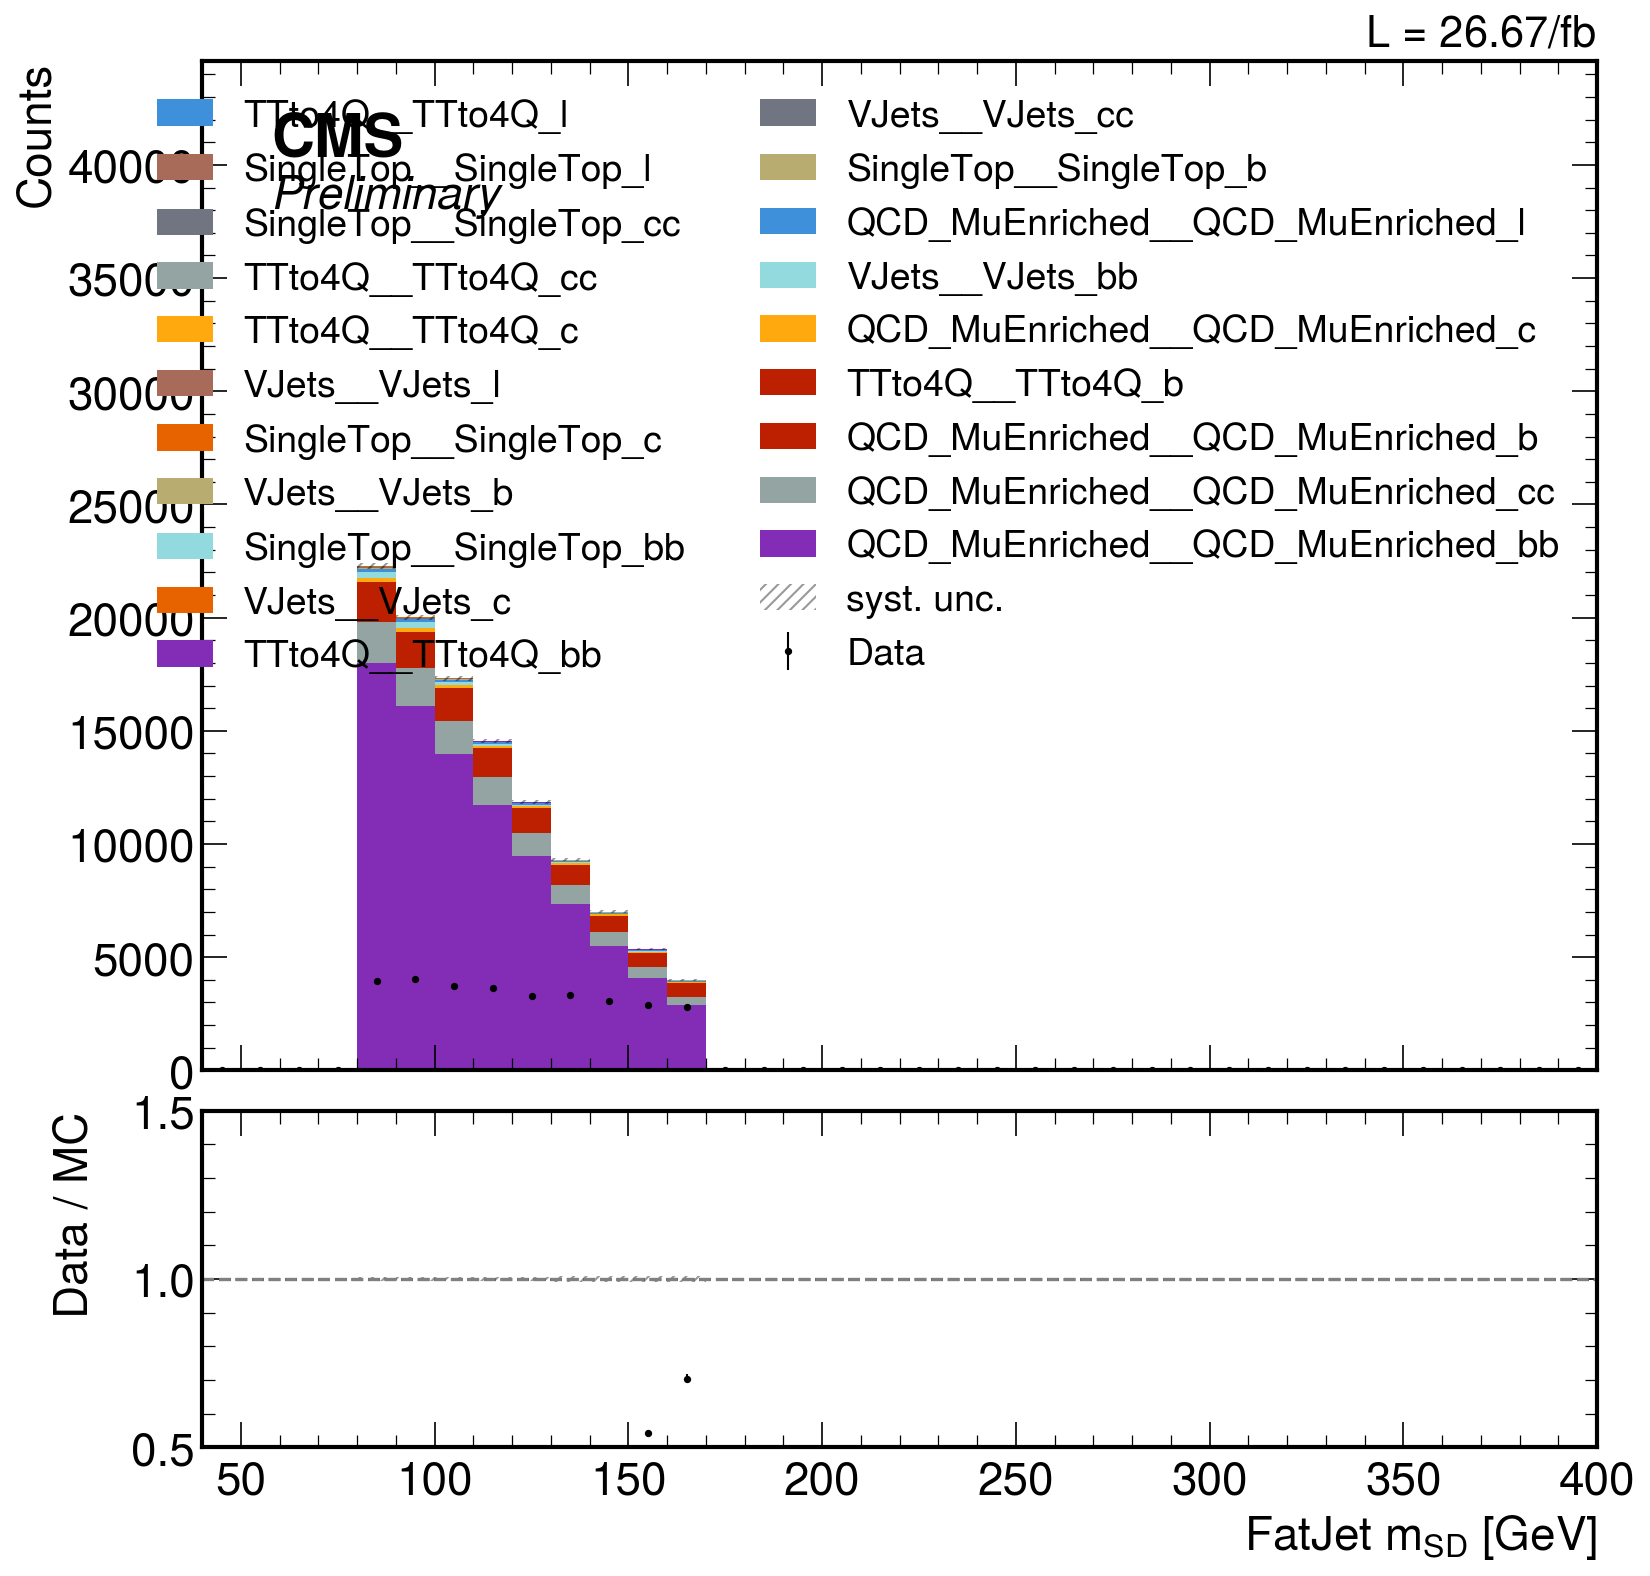 L = 26.67/fb
Counts
CMS
Preliminary
TTto4Q__TTto4Q_l
SingleTop__SingleTop_l
SingleTop__SingleTop_cc
TTto4Q__TTto4Q_cc
TTto4Q__TTto4Q_c
VJets__VJets_l
SingleTop__SingleTop_c
VJets__VJets_b
SingleTop__SingleTop_bb
VJets__VJets_c
TTto4Q__TTto4Q_bb
VJets__VJets_cc
SingleTop__SingleTop_b
QCD_MuEnriched__QCD_MuEnriched_l
VJets__VJets_bb
QCD_MuEnriched__QCD_MuEnriched_c
TTto4Q__TTto4Q_b
QCD_MuEnriched__QCD_MuEnriched_b
QCD_MuEnriched__QCD_MuEnriched_cc
QCD_MuEnriched__QCD_MuEnriched_bb
syst. unc.
Data
40000
35000
30000
25000
20000
15000
10000
5000
0
Data / MC
1.5
1.0
0.5
50 100 150 200 250 300 350 400
FatJet m_SD [GeV]